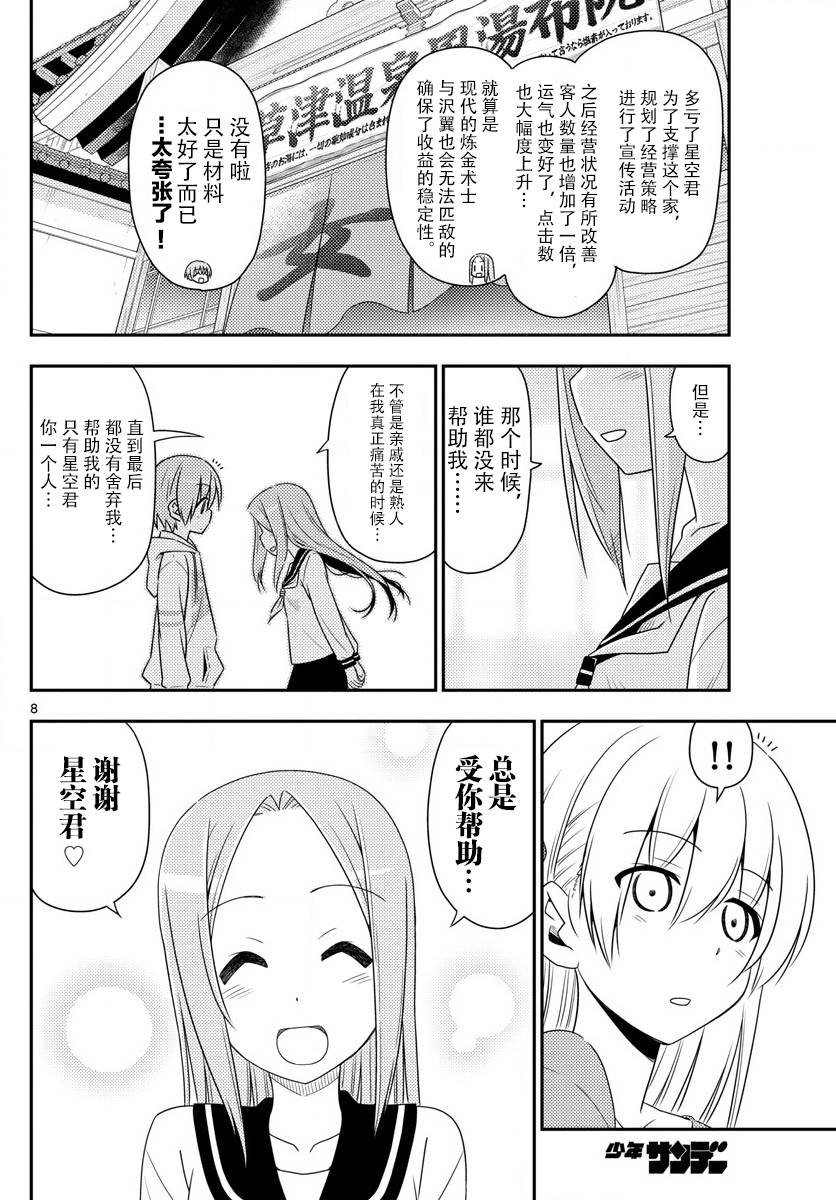 多亏了星空君
为了支撑这个家,
规划了经营策略
进行了宣传活动
之后经营状况有所改善
客人数量也增加了一倍,
运气也变好了,点击数
也大幅度上升…
就算是
现代的炼金术士
与沢翼也会无法匹敌的
确保了收益的稳定性。
没有啦
只是材料
太好了而已
…太夸张了!
草津温泉
湯布院
女
但是…
那个时候,
谁都没来
帮助我……
不管是亲戚还是熟人
在我真正痛苦的时候…
直到最后
都没有舍弃我…
帮助我的
只有星空君
你一个人…
8
!!
总是
受你帮助…
谢谢
星空君
♡
少年サンデー